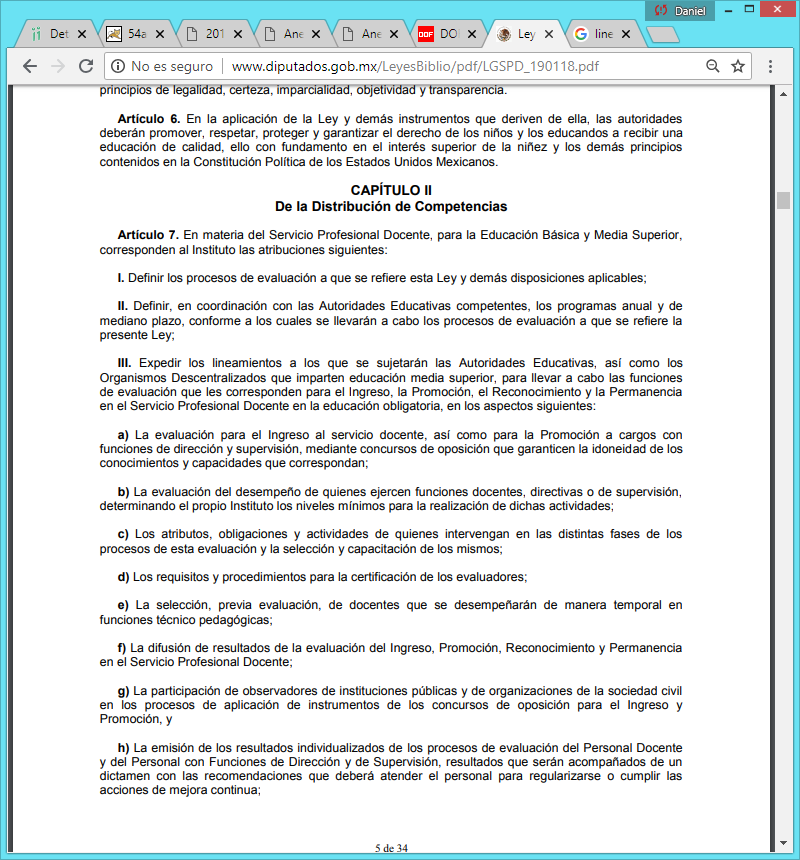 Daniel
Det
54a
201
Ane
Ane
DOF
DO
Ley
line
No es seguro
www.diputados.gob.mx/LeyesBiblio/pdf/LGSPD_190118.pdf
principios de legalidad, certeza, imparcialidad, objetividad y transparencia.
Artículo 6. En la aplicación de la Ley y demás instrumentos que deriven de ella, las autoridades
deberán promover, respetar, proteger y garantizar el derecho de los niños y los educandos a recibir una
educación de calidad, ello con fundamento en el interés superior de la niñez y los demás principios
contenidos en la Constitución Política de los Estados Unidos Mexicanos.
CAPÍTULO II
De la Distribución de Competencias
Artículo 7. En materia del Servicio Profesional Docente, para la Educación Básica y Media Superior,
corresponden al Instituto las atribuciones siguientes:
I. Definir los procesos de evaluación a que se refiere esta Ley y demás disposiciones aplicables;
II. Definir, en coordinación con las Autoridades Educativas competentes, los programas anual y de
mediano plazo, conforme a los cuales se llevarán a cabo los procesos de evaluación a que se refiere la
presente Ley;
III. Expedir los lineamientos a los que se sujetarán las Autoridades Educativas, así como los
Organismos Descentralizados que imparten educación media superior, para llevar a cabo las funciones
de evaluación que les corresponden para el Ingreso, la Promoción, el Reconocimiento y la Permanencia
en el Servicio Profesional Docente en la educación obligatoria, en los aspectos siguientes:
a) La evaluación para el Ingreso al servicio docente, así como para la Promoción a cargos con
funciones de dirección y supervisión, mediante concursos de oposición que garanticen la idoneidad de los
conocimientos y capacidades que correspondan;
b) La evaluación del desempeño de quienes ejercen funciones docentes, directivas o de supervisión,
determinando el propio Instituto los niveles mínimos para la realización de dichas actividades;
c) Los atributos, obligaciones y actividades de quienes intervengan en las distintas fases de los
procesos de esta evaluación y la selección y capacitación de los mismos;
d) Los requisitos y procedimientos para la certificación de los evaluadores;
e) La selección, previa evaluación, de docentes que se desempeñarán de manera temporal en
funciones técnico pedagógicas;
f) La difusión de resultados de la evaluación del Ingreso, Promoción, Reconocimiento y Permanencia
en el Servicio Profesional Docente;
g) La participación de observadores de instituciones públicas y de organizaciones de la sociedad civil
en los procesos de aplicación de instrumentos de los concursos de oposición para el Ingreso y
Promoción, y
h) La emisión de los resultados individualizados de los procesos de evaluación del Personal Docente
y del Personal con Funciones de Dirección y de Supervisión, resultados que serán acompañados de un
dictamen con las recomendaciones que deberá atender el personal para regularizarse o cumplir las
acciones de mejora continua;
5 de 34